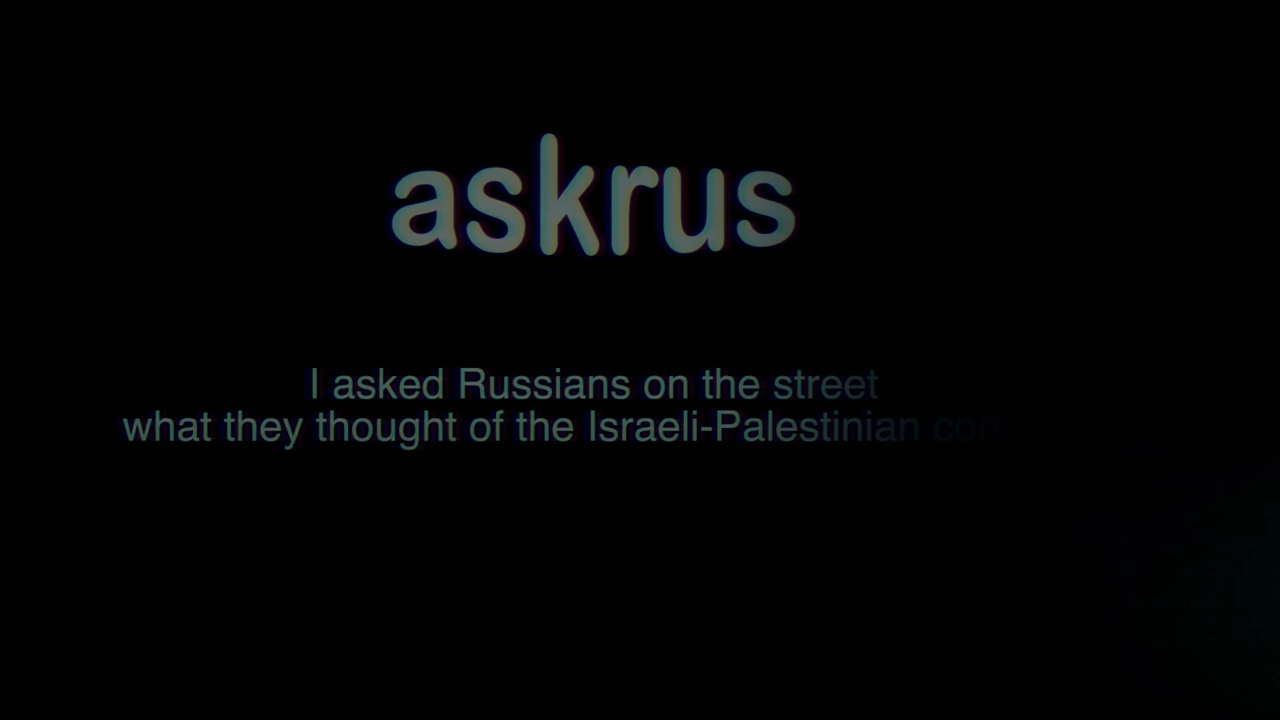 askrus
I asked Russians on the street
what they thought of the Israeli-Palestinian